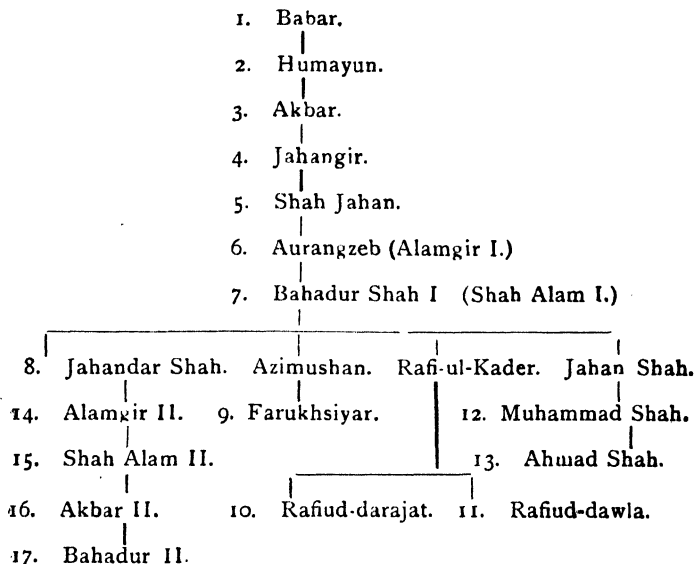 1. Babar.
2. Humayun.
3. Akbar.
4. Jahangir.
5. Shah Jahan.
6. Aurangzeb (Alamgir I.)
7. Bahadur Shah I (Shah Alam I.)
8. Jahandar Shah. Azimushan. Rafi-ul-Kader. Jahan Shah.
14. Alamgir II. 9. Farukhsiyar. 12. Muhammad Shah.
15. Shah Alam II. 13. Ahmad Shah.
16. Akbar II. 10. Rafiud-darajat. 11. Rafiud-dawla.
17. Bahadur II.